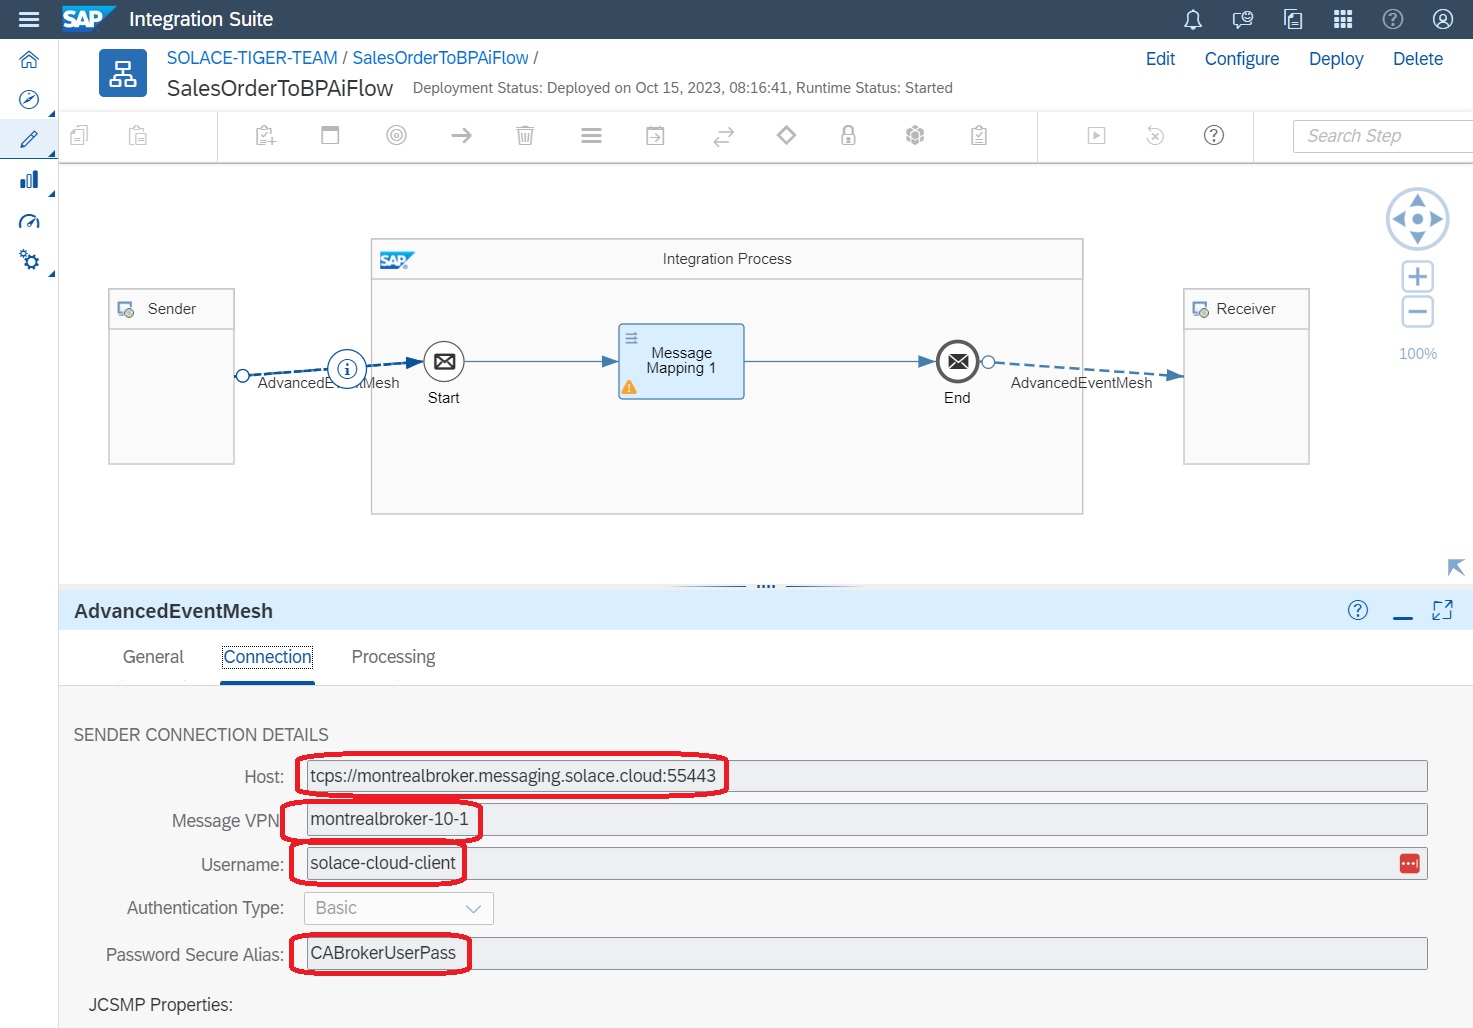 SAP Integration Suite
SOLACE-TIGER-TEAM / SalesOrderToBPAiFlow /
SalesOrderToBPAiFlow Deployment Status: Deployed on Oct 15, 2023, 08:16:41, Runtime Status: Started
Edit Configure Deploy Delete
Search Step
SAP
Integration Process
Sender
Receiver
Message
Mapping 1
AdvancedEventMesh
AdvancedEventMesh
Start
End
100%
AdvancedEventMesh
General Connection Processing
SENDER CONNECTION DETAILS
Host: tcps://montrealbroker.messaging.solace.cloud:55443
Message VPN montrealbroker-10-1
Username: solace-cloud-client
Authentication Type: Basic
Password Secure Alias: CABrokerUserPass
JCSMP Properties: